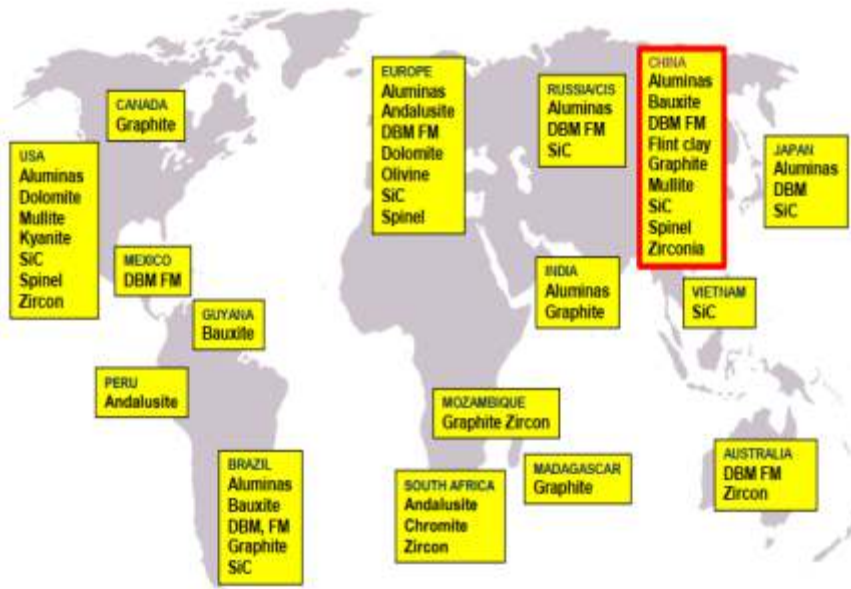 CANADA
Graphite
USA
Aluminas
Dolomite
Mullite
Kyanite
SiC
Spinel
Zircon
MEXICO
DBM FM
GUYANA
Bauxite
PERU
Andalusite
BRAZIL
Aluminas
Bauxite
DBM, FM
Graphite
SiC
EUROPE
Aluminas
Andalusite
DBM FM
Dolomite
Olivine
SiC
Spinel
RUSSIA/CIS
Aluminas
DBM FM
SiC
CHINA
Aluminas
Bauxite
DBM FM
Flint clay
Graphite
Mullite
SiC
Spinel
Zirconia
JAPAN
Aluminas
DBM
SiC
INDIA
Aluminas
Graphite
VIETNAM
SiC
MOZAMBIQUE
Graphite Zircon
MADAGASCAR
Graphite
SOUTH AFRICA
Andalusite
Chromite
Zircon
AUSTRALIA
DBM FM
Zircon